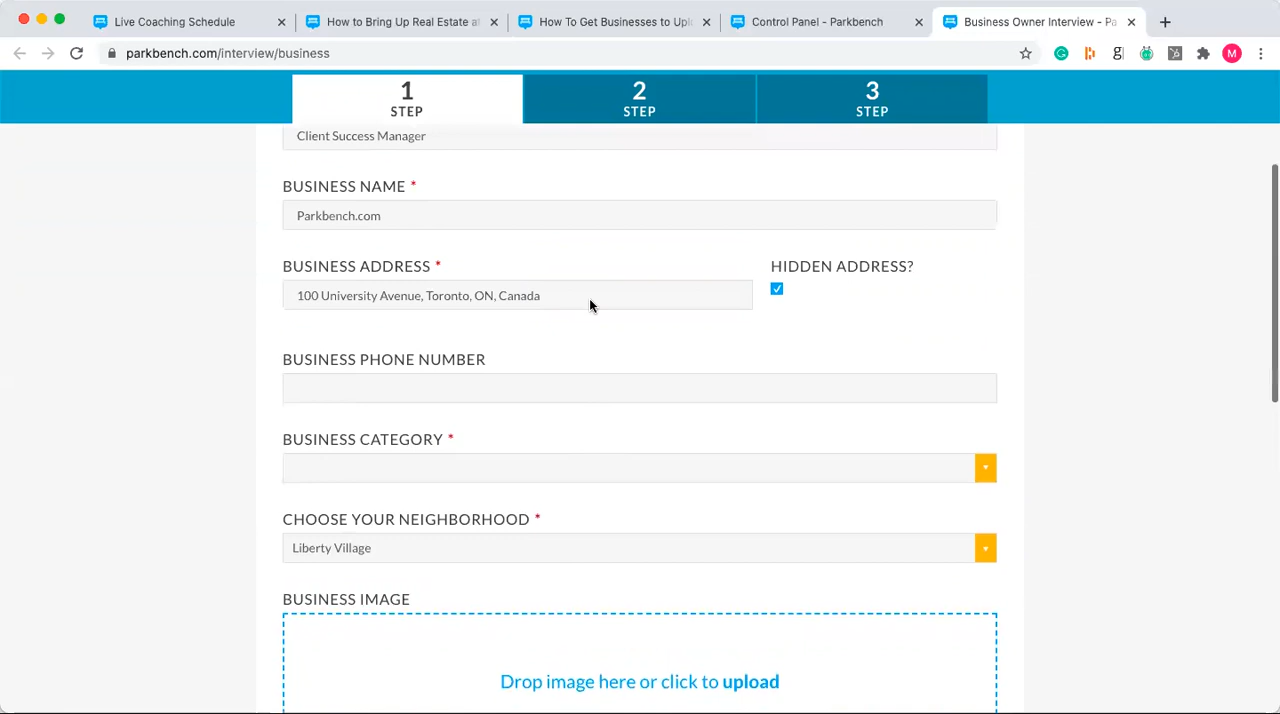 Live Coaching Schedule
How to Bring Up Real Estate a
How To Get Businesses to Upl
Control Panel - Parkbench
Business Owner Interview - Pa
parkbench.com/interview/business
M
1
STEP
2
STEP
3
STEP
Client Success Manager
BUSINESS NAME *
Parkbench.com
BUSINESS ADDRESS *
HIDDEN ADDRESS?
100 University Avenue, Toronto, ON, Canada
BUSINESS PHONE NUMBER
BUSINESS CATEGORY *
CHOOSE YOUR NEIGHBORHOOD *
Liberty Village
BUSINESS IMAGE
Drop image here or click to upload